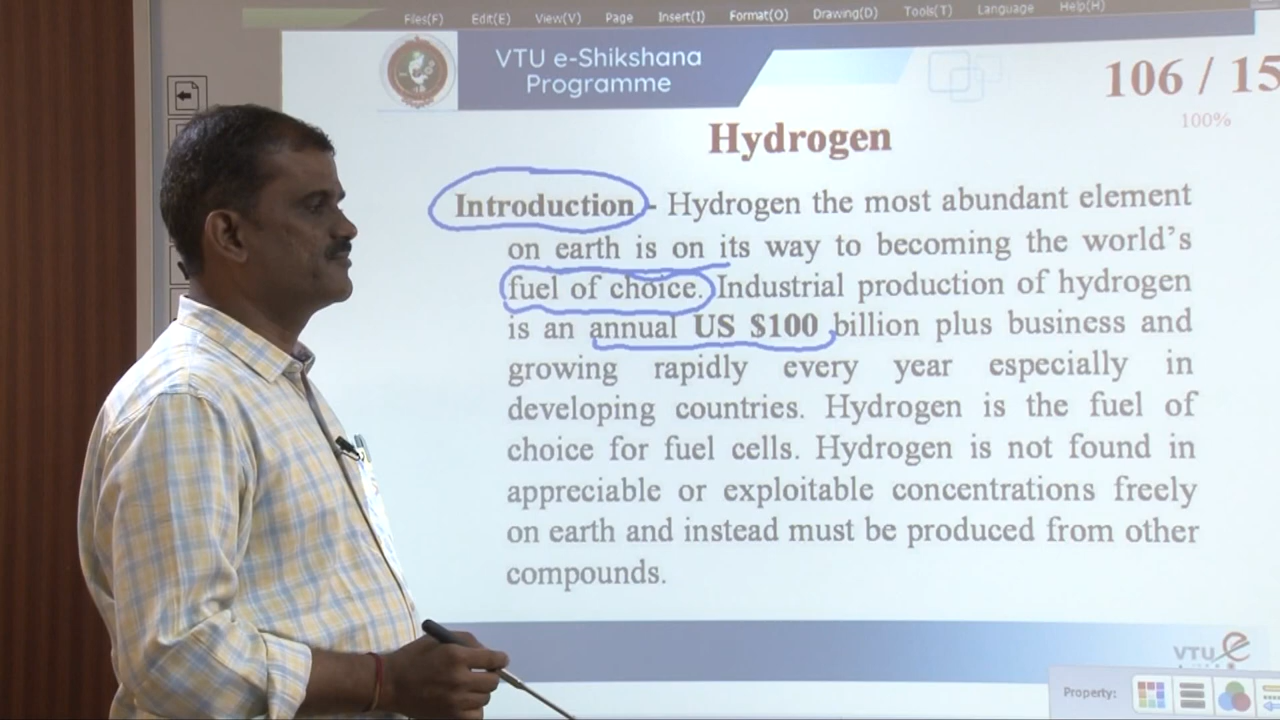 Files(F) Edit(E) View(V) Page Insert(I) Format(O) Drawing(D) Tools(T) Language Help(H)
VTU e-Shikshana
Programme
106 / 15
100%
Hydrogen
Introduction - Hydrogen the most abundant element
on earth is on its way to becoming the world's
fuel of choice. Industrial production of hydrogen
is an annual US $100 billion plus business and
growing rapidly every year especially in
developing countries. Hydrogen is the fuel of
choice for fuel cells. Hydrogen is not found in
appreciable or exploitable concentrations freely
on earth and instead must be produced from other
compounds.
VTU e
Property: